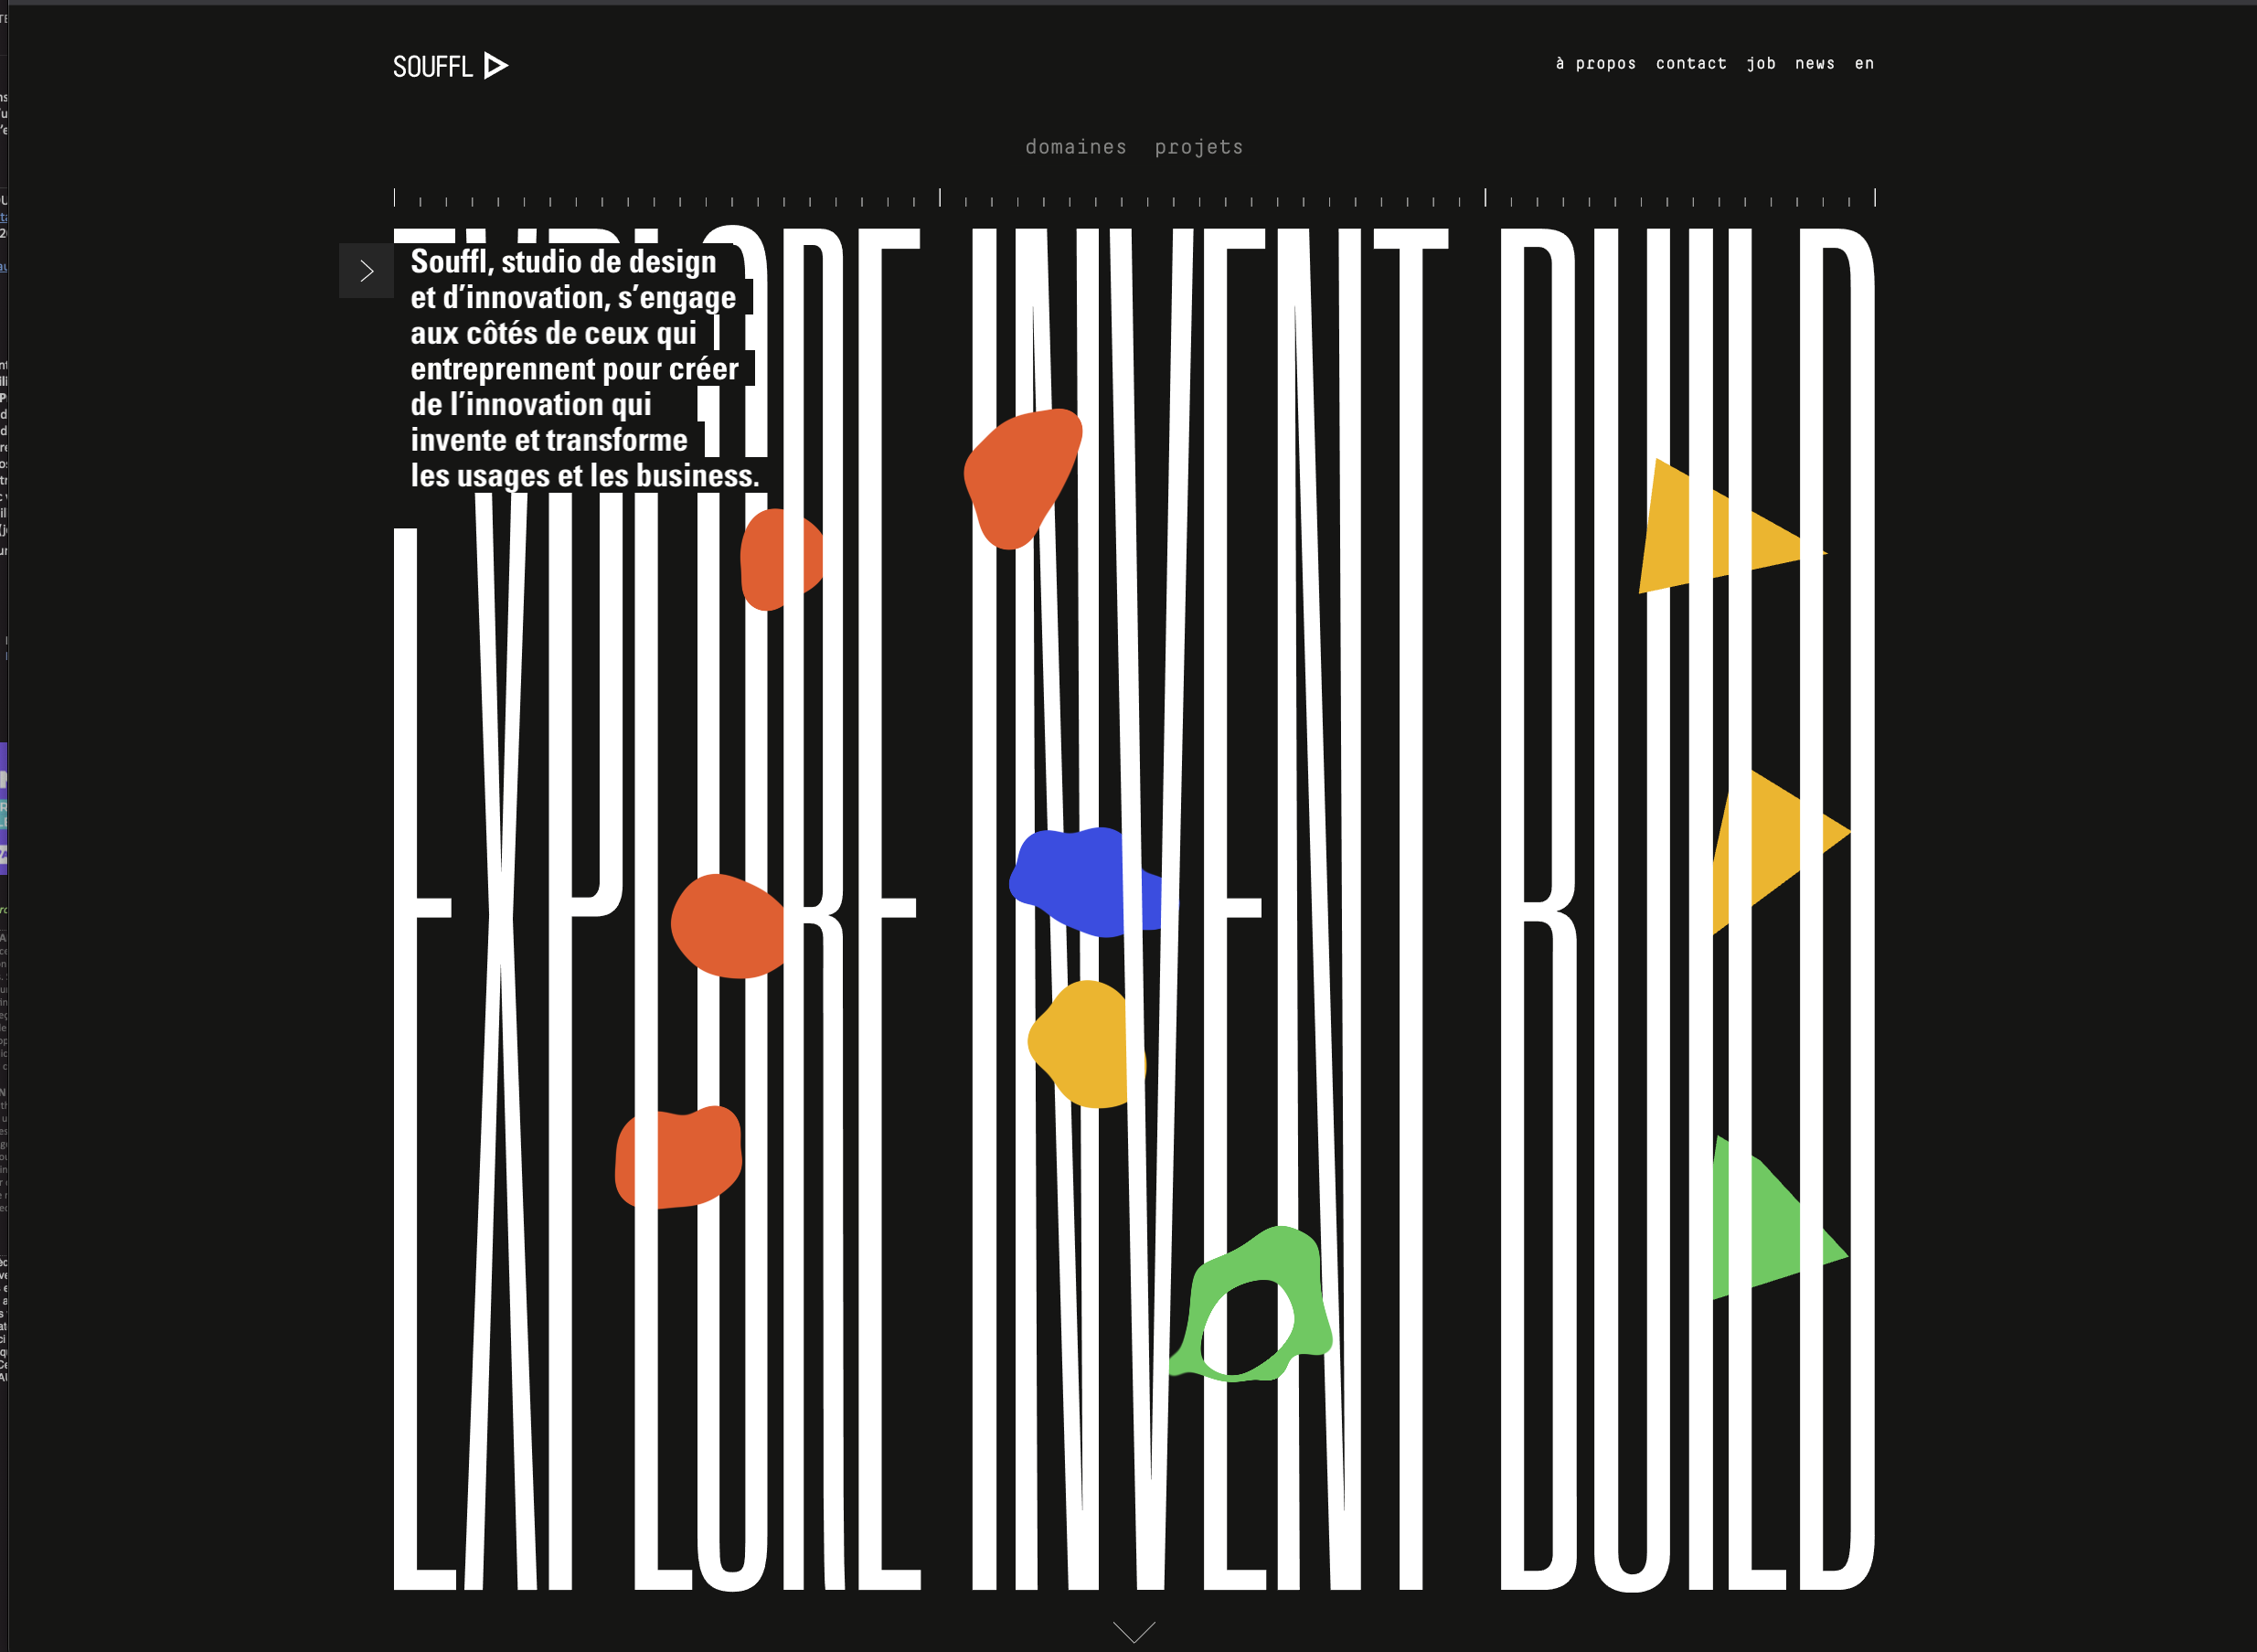 SOUFFL
à propos contact job news en
domaines projets
Souffl, studio de design
et d’innovation, s’engage
aux côtés de ceux qui
entreprennent pour créer
de l’innovation qui
invente et transforme
les usages et les business.
EXPLORE INVENT BUILD